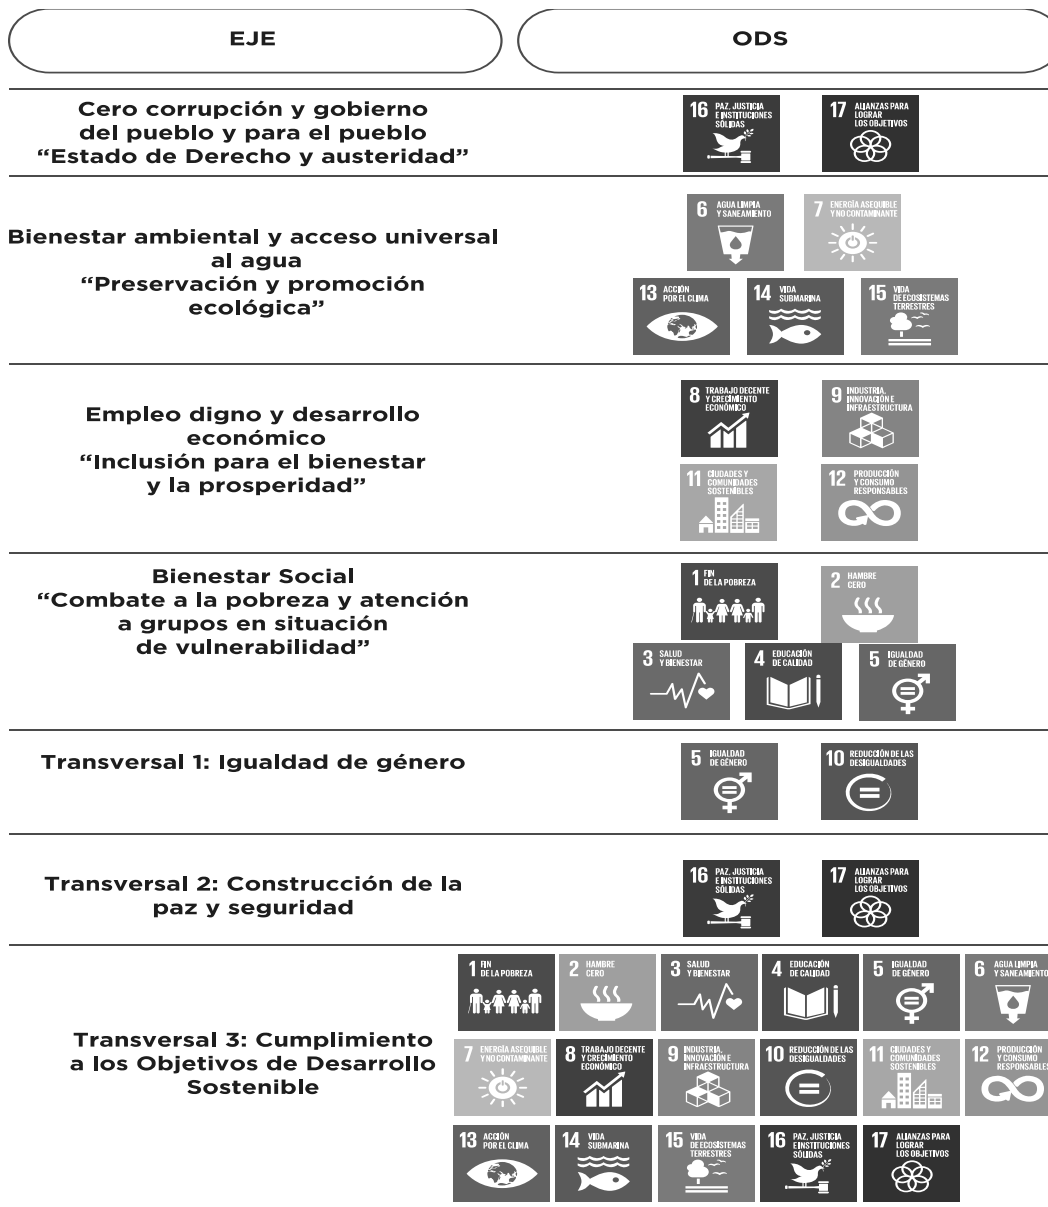 EJE
ODS
Cero corrupción y gobierno
del pueblo y para el pueblo
“Estado de Derecho y austeridad”
16 PAZ, JUSTICIA
E INSTITUCIONES
SÓLIDAS
17 ALIANZAS PARA
LOGRAR
LOS OBJETIVOS
Bienestar ambiental y acceso universal
al agua
“Preservación y promoción
ecológica”
6 AGUA LIMPIA
Y SANEAMIENTO
7 ENERGÍA ASEQUIBLE
Y NO CONTAMINANTE
13 ACCIÓN
POR EL CLIMA
14 VIDA
SUBMARINA
15 VIDA
DE ECOSISTEMAS
TERRESTRES
Empleo digno y desarrollo
económico
“Inclusión para el bienestar
y la prosperidad”
8 TRABAJO DECENTE
Y CRECIMIENTO
ECONÓMICO
9 INDUSTRIA,
INNOVACIÓN E
INFRAESTRUCTURA
11 CIUDADES Y
COMUNIDADES
SOSTENIBLES
12 PRODUCCIÓN
Y CONSUMO
RESPONSABLES
Bienestar Social
“Combate a la pobreza y atención
a grupos en situación
de vulnerabilidad”
1 FIN
DE LA POBREZA
2 HAMBRE
CERO
3 SALUD
Y BIENESTAR
4 EDUCACIÓN
DE CALIDAD
5 IGUALDAD
DE GÉNERO
Transversal 1: Igualdad de género
5 IGUALDAD
DE GÉNERO
10 REDUCCIÓN DE LAS
DESIGUALDADES
Transversal 2: Construcción de la
paz y seguridad
16 PAZ, JUSTICIA
E INSTITUCIONES
SÓLIDAS
17 ALIANZAS PARA
LOGRAR
LOS OBJETIVOS
Transversal 3: Cumplimiento
a los Objetivos de Desarrollo
Sostenible
1 FIN
DE LA POBREZA
2 HAMBRE
CERO
3 SALUD
Y BIENESTAR
4 EDUCACIÓN
DE CALIDAD
5 IGUALDAD
DE GÉNERO
6 AGUA LIMPIA
Y SANEAMIENTO
7 ENERGÍA ASEQUIBLE
Y NO CONTAMINANTE
8 TRABAJO DECENTE
Y CRECIMIENTO
ECONÓMICO
9 INDUSTRIA,
INNOVACIÓN E
INFRAESTRUCTURA
10 REDUCCIÓN DE LAS
DESIGUALDADES
11 CIUDADES Y
COMUNIDADES
SOSTENIBLES
12 PRODUCCIÓN
Y CONSUMO
RESPONSABLES
13 ACCIÓN
POR EL CLIMA
14 VIDA
SUBMARINA
15 VIDA
DE ECOSISTEMAS
TERRESTRES
16 PAZ, JUSTICIA
E INSTITUCIONES
SÓLIDAS
17 ALIANZAS PARA
LOGRAR
LOS OBJETIVOS